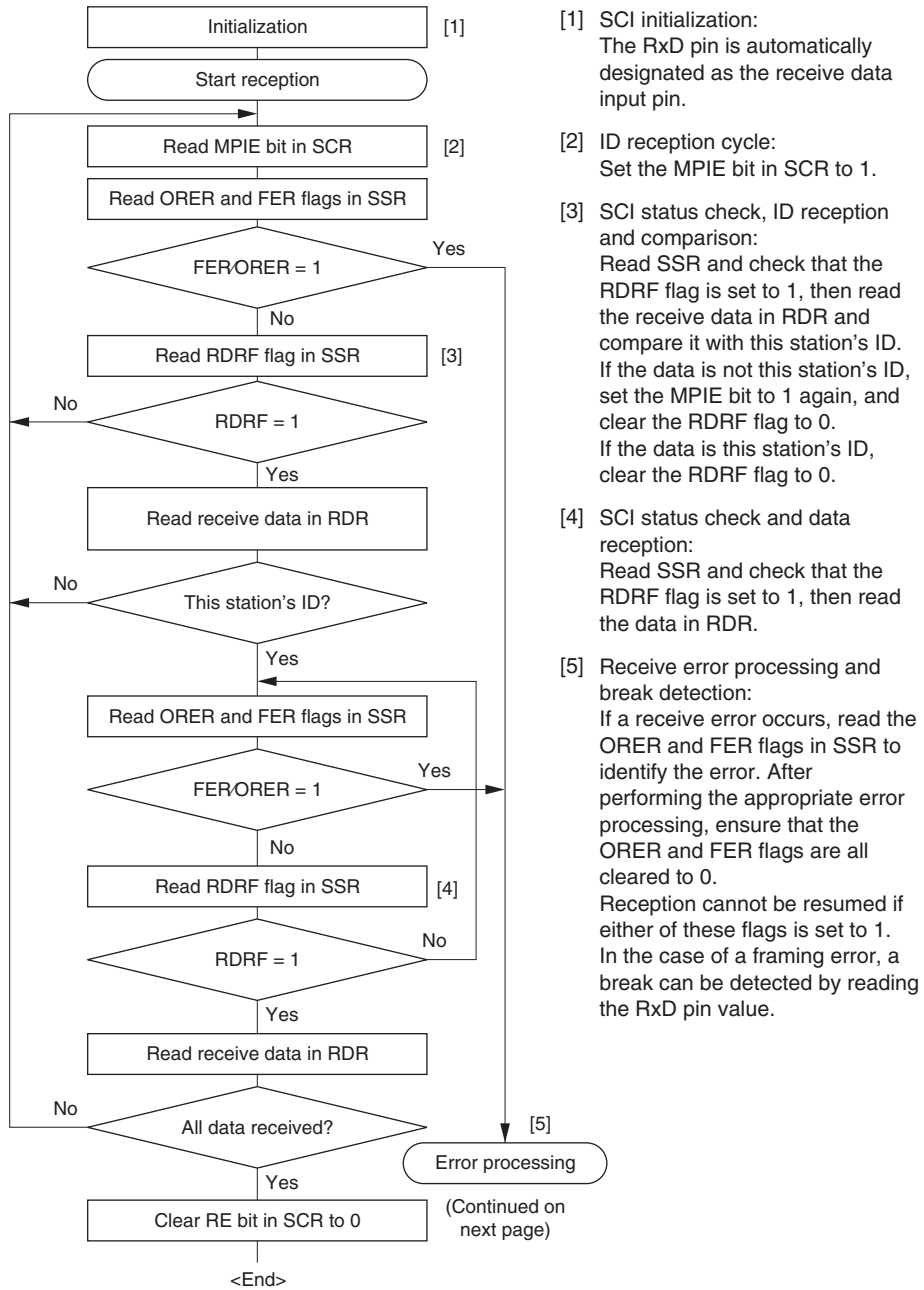 Initialization
[1]
Start reception
Read MPIE bit in SCR
[2]
Read ORER and FER flags in SSR
FER∕ORER = 1
Yes
No
Read RDRF flag in SSR
[3]
No
RDRF = 1
Yes
Read receive data in RDR
No
This station's ID?
Yes
Read ORER and FER flags in SSR
FER∕ORER = 1
Yes
No
Read RDRF flag in SSR
[4]
RDRF = 1
No
Yes
Read receive data in RDR
No
All data received?
[5]
Error processing
Yes
(Continued on
next page)
Clear RE bit in SCR to 0
<End>
[1] SCI initialization:
The RxD pin is automatically
designated as the receive data
input pin.
[2] ID reception cycle:
Set the MPIE bit in SCR to 1.
[3] SCI status check, ID reception
and comparison:
Read SSR and check that the
RDRF flag is set to 1, then read
the receive data in RDR and
compare it with this station's ID.
If the data is not this station's ID,
set the MPIE bit to 1 again, and
clear the RDRF flag to 0.
If the data is this station's ID,
clear the RDRF flag to 0.
[4] SCI status check and data
reception:
Read SSR and check that the
RDRF flag is set to 1, then read
the data in RDR.
[5] Receive error processing and
break detection:
If a receive error occurs, read the
ORER and FER flags in SSR to
identify the error. After
performing the appropriate error
processing, ensure that the
ORER and FER flags are all
cleared to 0.
Reception cannot be resumed if
either of these flags is set to 1.
In the case of a framing error, a
break can be detected by reading
the RxD pin value.